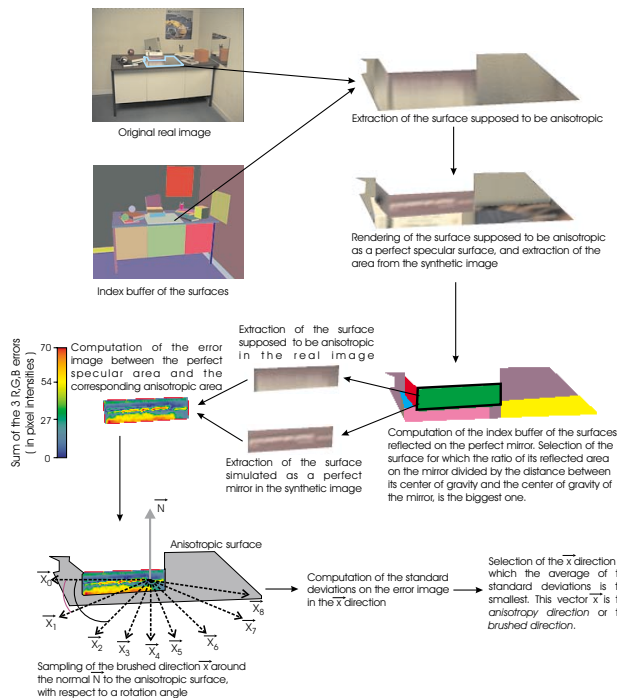 Original real image
Extraction of the surface supposed to be anisotropic
Index buffer of the surfaces
Rendering of the surface supposed to be anisotropic
as a perfect specular surface, and extraction of the
area from the synthetic image
Sum of the 3 R,G,B errors
( in pixel intensities )
70
54
27
0
Computation of the error
image between the perfect
specular area and the
corresponding anisotropic area
Extraction of the surface
supposed to be anisotropic
in the real image
Extraction of the surface
simulated as a perfect
mirror in the synthetic image
Computation of the index buffer of the surfaces
reflected on the perfect mirror. Selection of the
surface for which the ratio of its reflected area
on the mirror divided by the distance between
its center of gravity and the center of gravity of
the mirror, is the biggest one.
N
Anisotropic surface
X0
X1
X2
X3
X4
X5
X6
X7
X8
Sampling of the brushed direction x around
the normal N to the anisotropic surface,
with respect to a rotation angle
Computation of the standard
deviations on the error image
in the x direction
Selection of the x direction
which the average of
standard deviations is
smallest. This vector x is
anisotropy direction or
brushed direction.